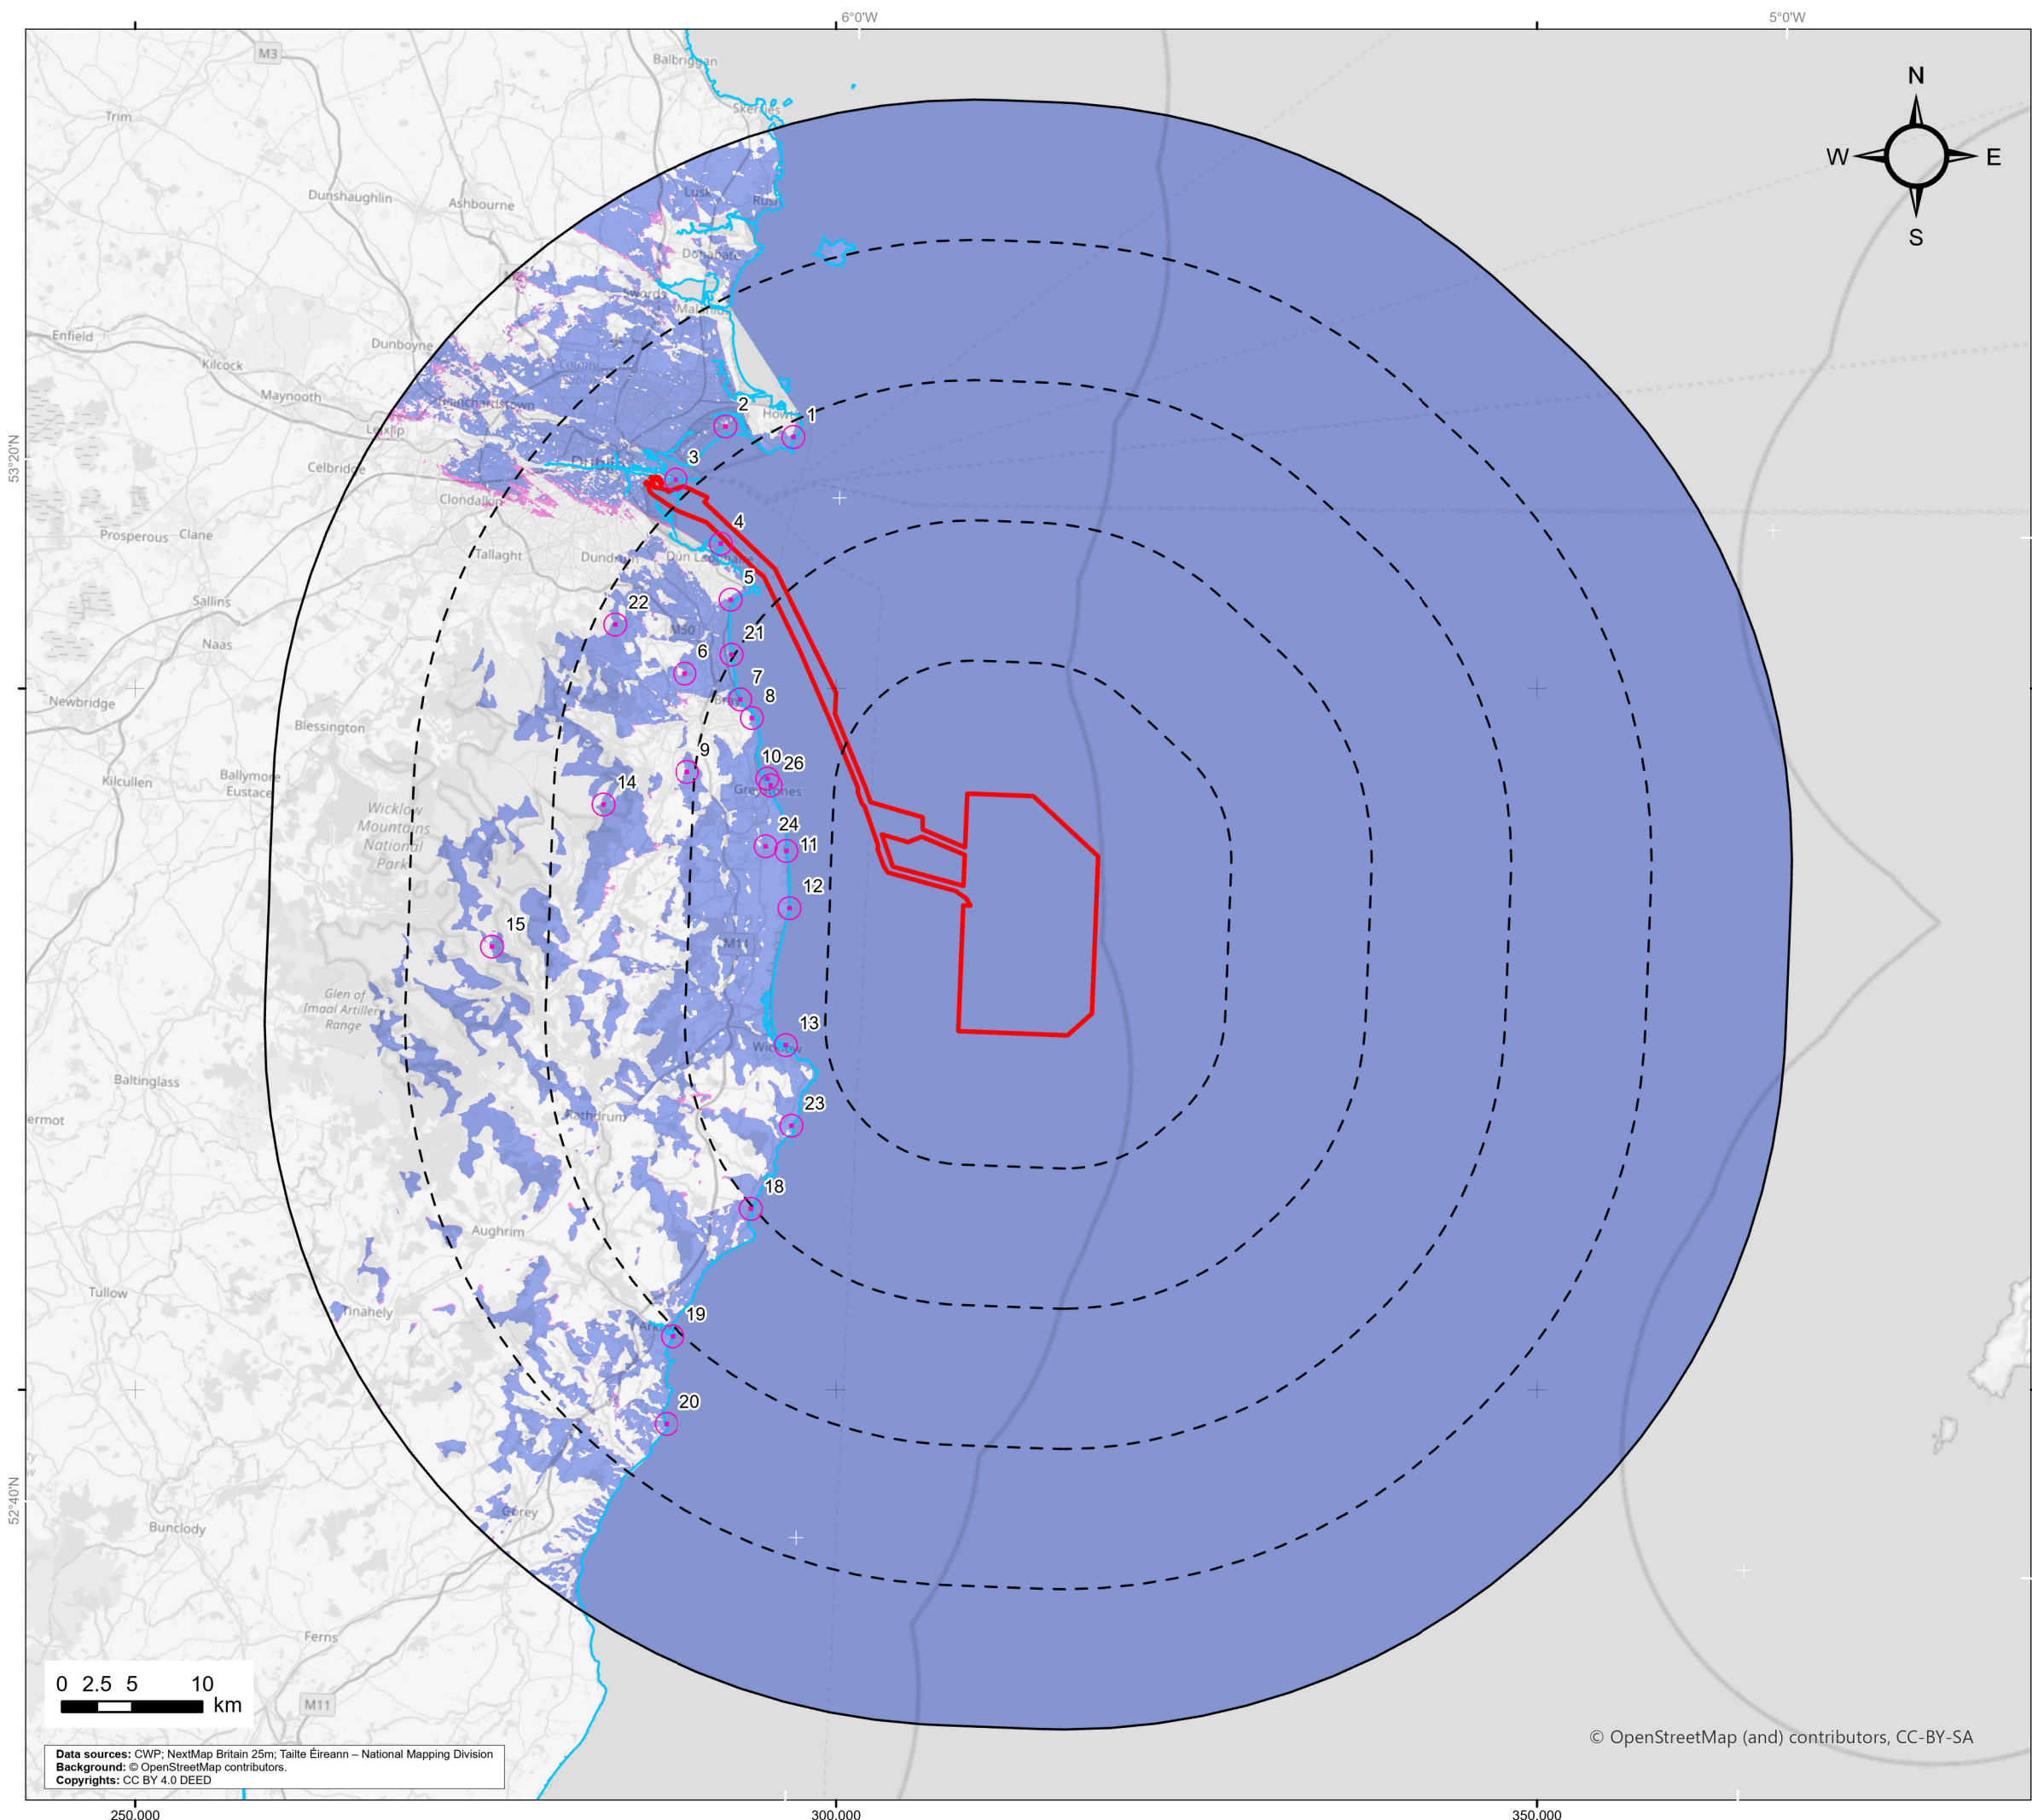 6°0'W
5°0'W
M3
Balbriggan
N
Skerries
Trim
W
E
Dunshaughlin
Lusk
Rush
Ashbourne
S
Donabate
Swords
Malahide
Enfield
Dunboyne
Kilcock
Maynooth
Blanchardstown
2
Howth
1
Leixlip
53°20'N
Celbridge
Dublin
3
Clondalkin
Prosperous
Clane
4
Tallaght
Dundrum
Dún Laoghaire
5
Sallins
22
Naas
M50
21
6
Newbridge
7
Bray
8
Blessington
9
10
26
Kilcullen
Ballymore
Eustace
14
Greystones
Wicklow
Mountains
National
Park
24
11
12
15
M11
Glen of
Imaal Artillery
Range
13
Wicklow
Baltinglass
23
ermot
Rathdrum
18
Aughrim
Tullow
Tinahely
19
Ark
20
52°40'N
Gorey
Bunclody
Ferns
0 2.5 5 10
km
M11
© OpenStreetMap (and) contributors, CC-BY-SA
Data sources: CWP; NextMap Britain 25m; Tailte Éireann – National Mapping Division
Background: © OpenStreetMap contributors.
Copyrights: CC BY 4.0 DEED
250,000
300,000
350,000